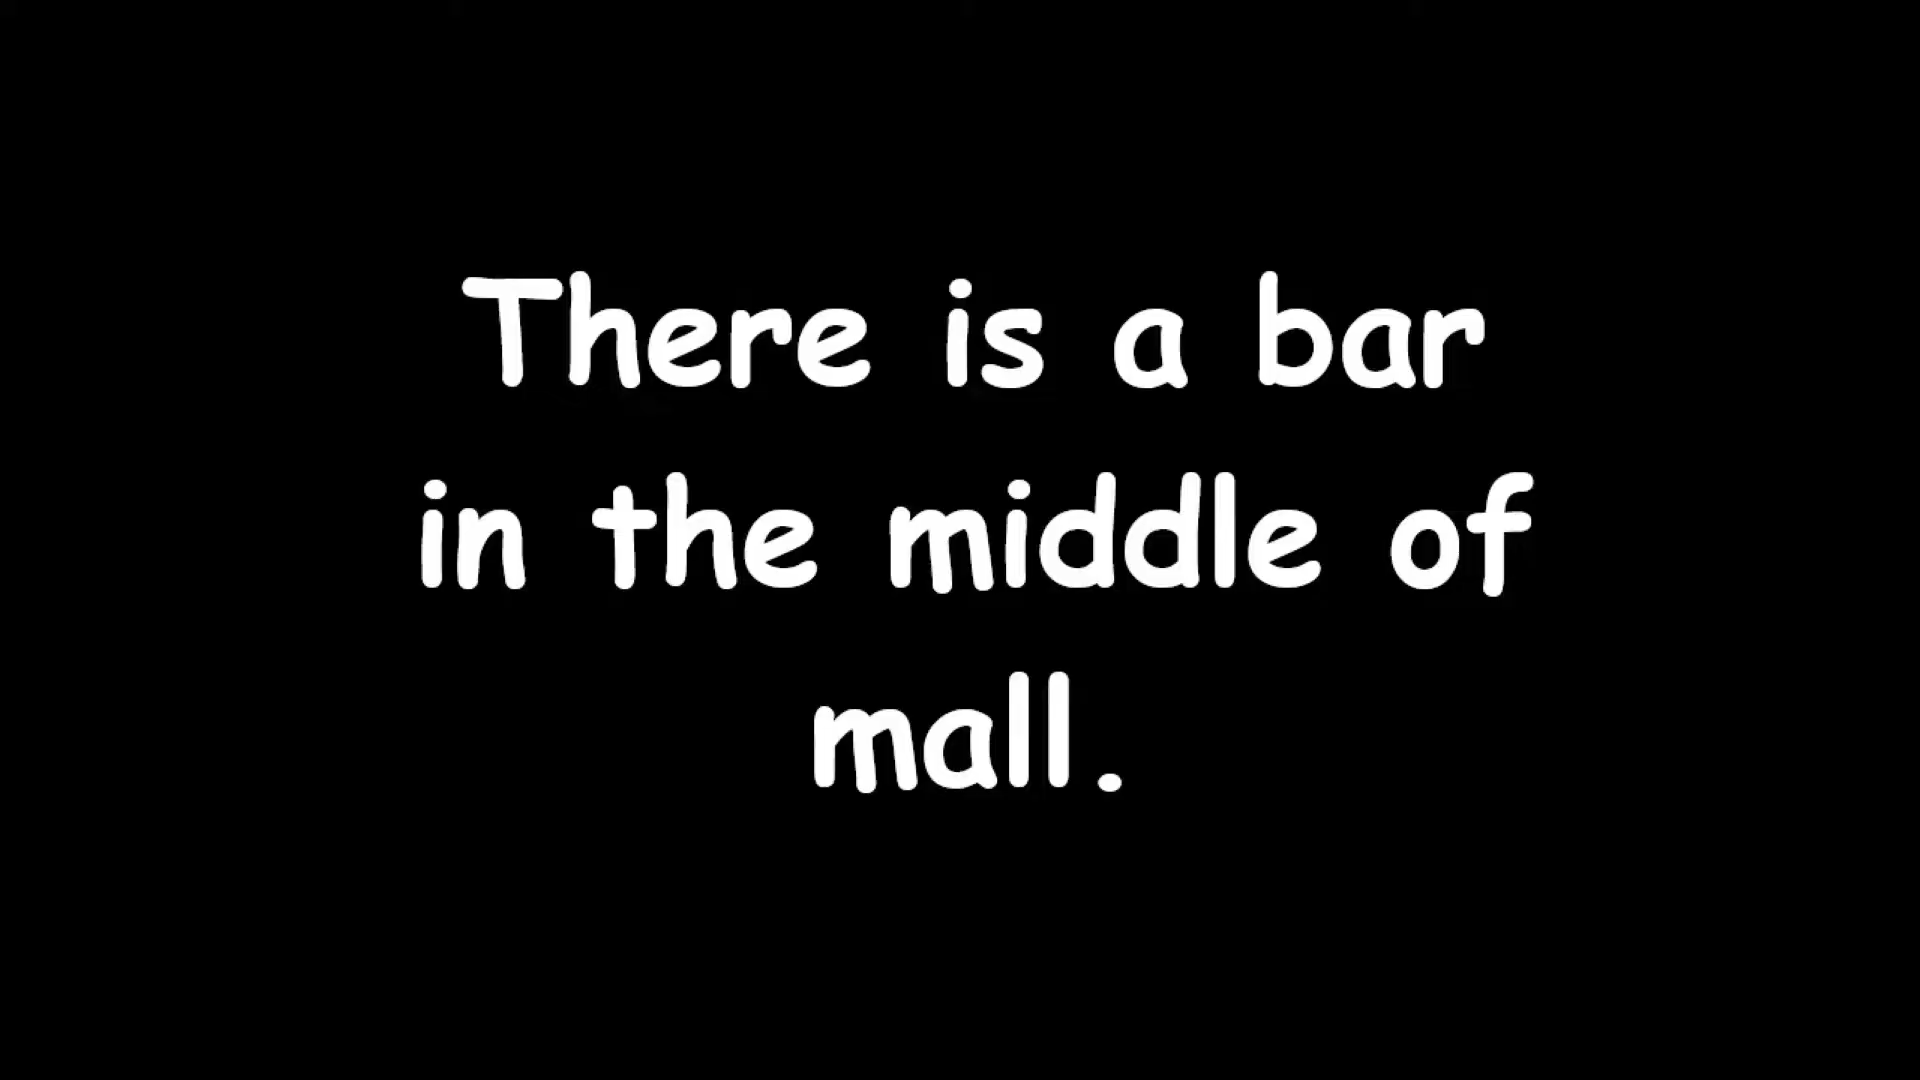 There is a bar
in the middle of
mall.